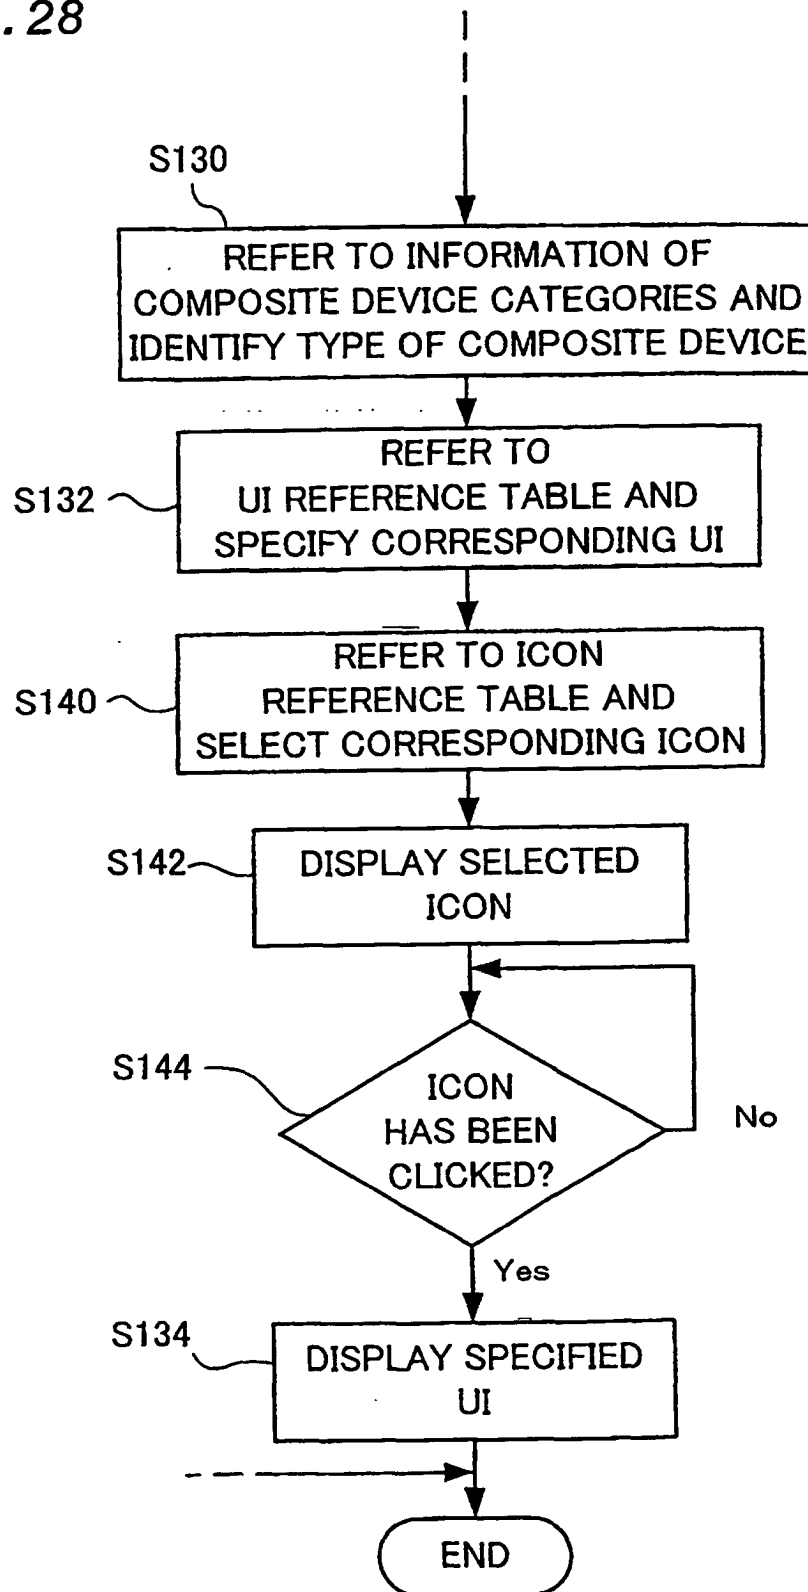 . 28
S130
REFER TO INFORMATION OF
COMPOSITE DEVICE CATEGORIES AND
IDENTIFY TYPE OF COMPOSITE DEVICE
S132
REFER TO
UI REFERENCE TABLE AND
SPECIFY CORRESPONDING UI
S140
REFER TO ICON
REFERENCE TABLE AND
SELECT CORRESPONDING ICON
S142
DISPLAY SELECTED
ICON
S144
ICON
HAS BEEN
CLICKED?
No
Yes
S134
DISPLAY SPECIFIED
UI
END